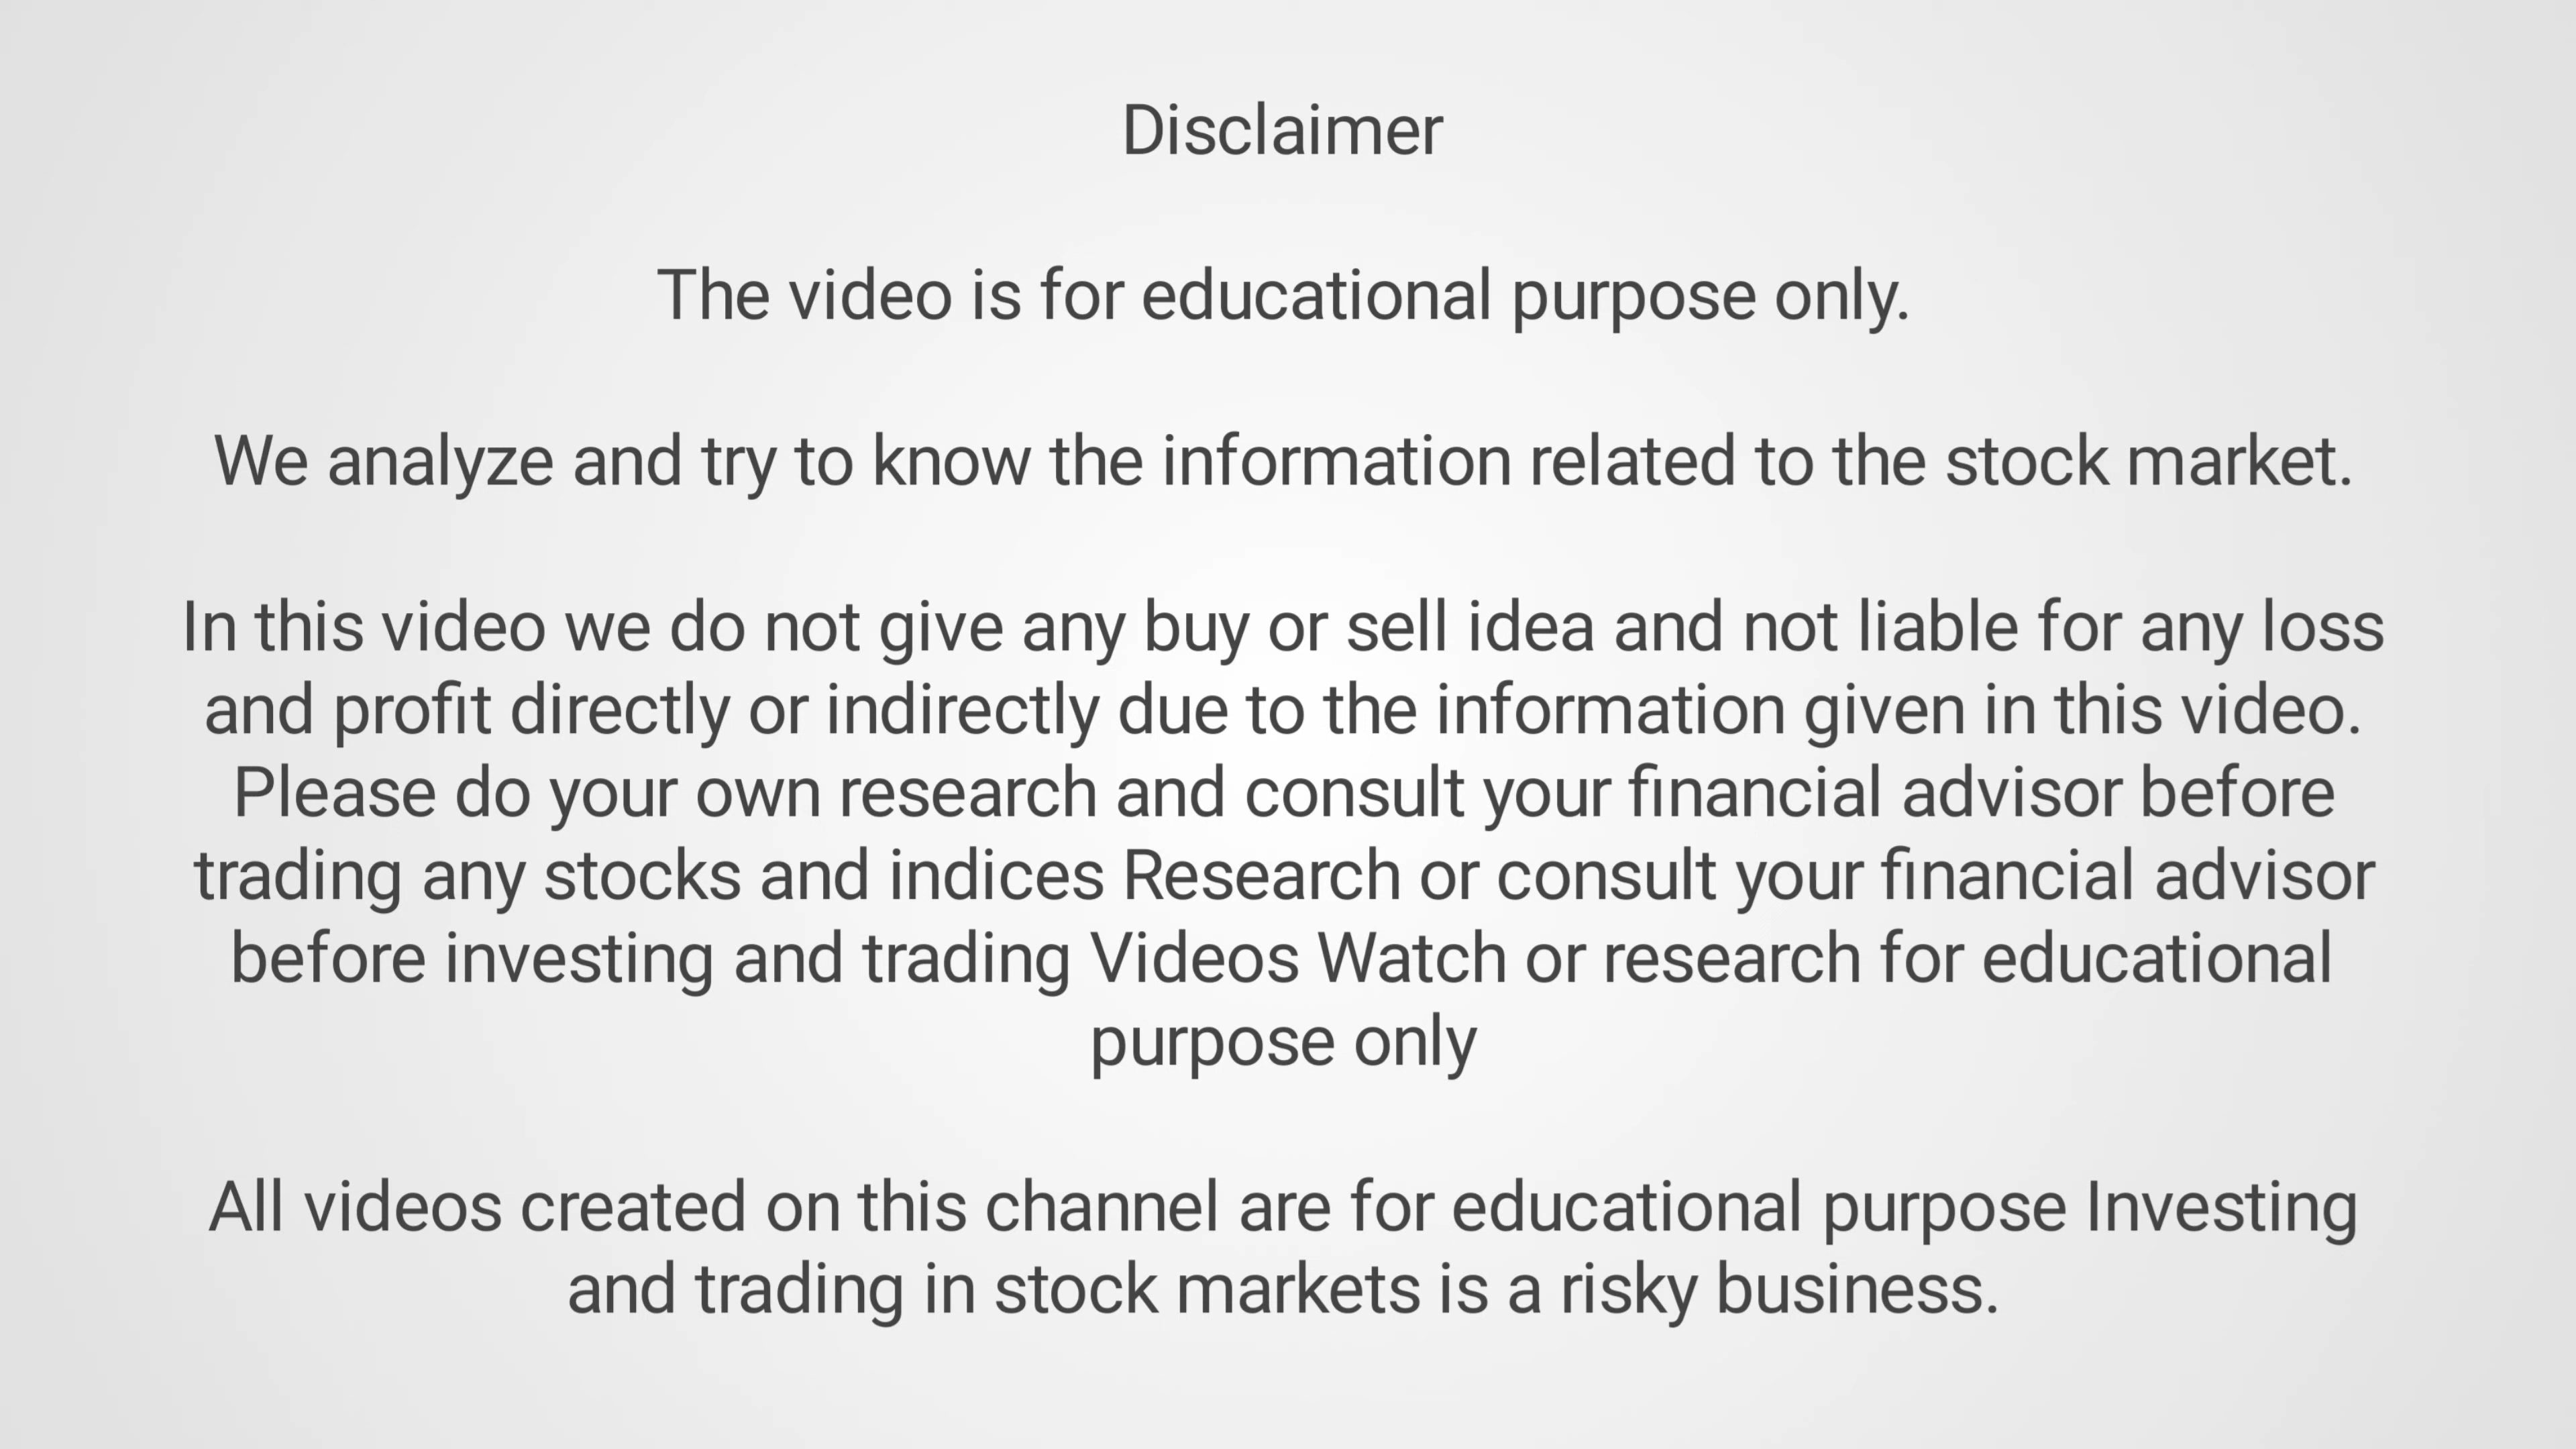 Disclaimer
The video is for educational purpose only.
We analyze and try to know the information related to the stock market.
In this video we do not give any buy or sell idea and not liable for any loss
and profit directly or indirectly due to the information given in this video.
Please do your own research and consult your financial advisor before
trading any stocks and indices Research or consult your financial advisor
before investing and trading Videos Watch or research for educational
purpose only
All videos created on this channel are for educational purpose Investing
and trading in stock markets is a risky business.